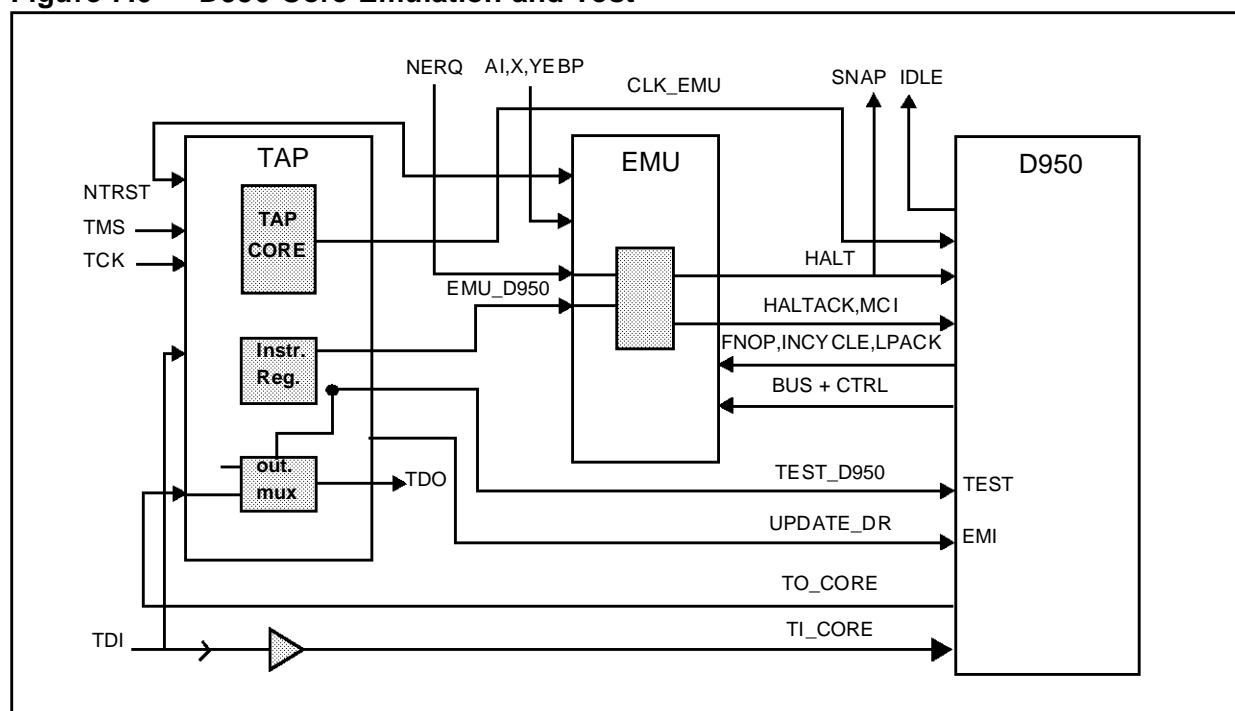 Figure D950 Core Emulation and Test
NERQ
AI,X,YEBP
CLK_EMU
SNAP
IDLE
TAP
EMU
D950
NTRST
TMS
TCK
TAP
CORE
HALT
EMU_D950
HALTACK,MCI
Instr.
Reg.
FNOP,INCYCLE,LPACK
BUS + CTRL
out.
mux
TDO
TEST_D950
TEST
UPDATE_DR
EMI
TO_CORE
TDI
TI_CORE